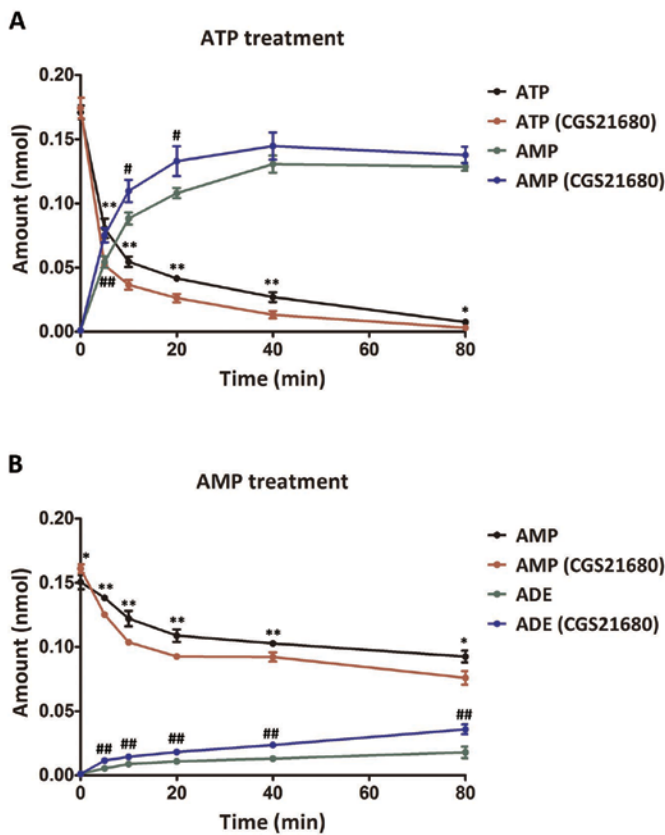 A
ATP treatment
0.20
0.15
0.10
0.05
0.00
Amount (nmol)
0 20 40 60 80
Time (min)
** ** ** ** *
# #
##
ATP
ATP (CGS21680)
AMP
AMP (CGS21680)
B
AMP treatment
0.20
0.15
0.10
0.05
0.00
Amount (nmol)
0 20 40 60 80
Time (min)
* ** ** ** ** *
## ## ## ## ##
AMP
AMP (CGS21680)
ADE
ADE (CGS21680)